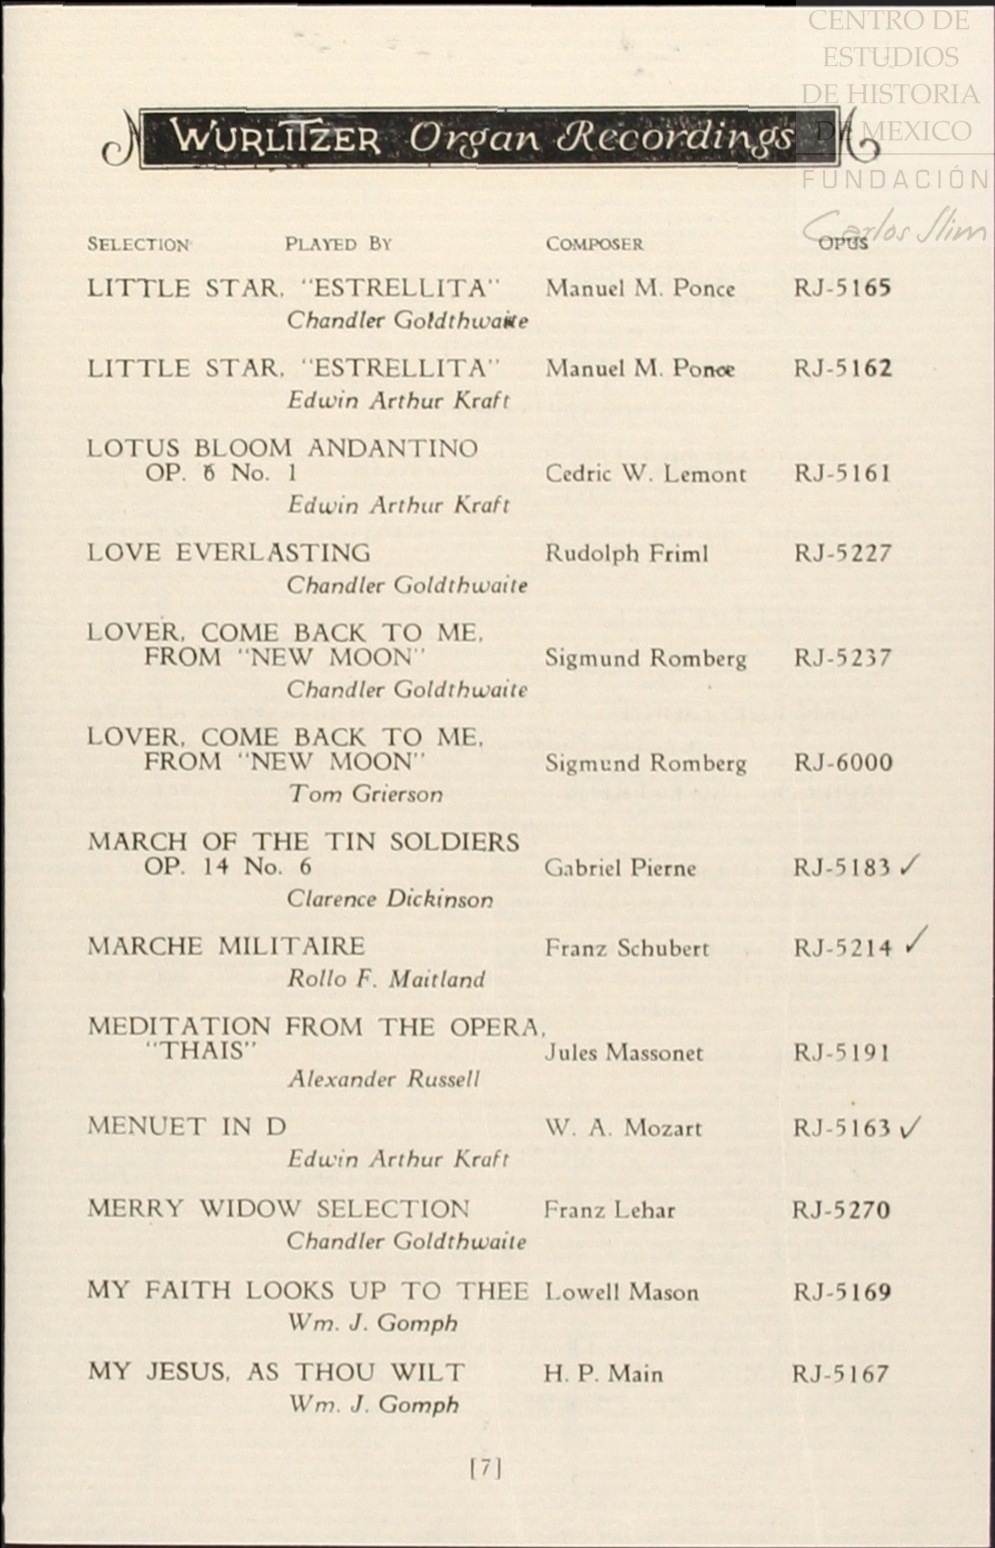 CENTRO DE
ESTUDIOS
DE HISTORIA
DE MEXICO
FUNDACIÓN
Carlos Slim
WURLITZER Organ Recordings
SELECTION PLAYED BY COMPOSER OPUS
LITTLE STAR, "ESTRELLITA" Manuel M. Ponce RJ-5165
Chandler Goldthwaite
LITTLE STAR, "ESTRELLITA" Manuel M. Ponce RJ-5162
Edwin Arthur Kraft
LOTUS BLOOM ANDANTINO
OP. 6 No. 1 Cedric W. Lemont RJ-5161
Edwin Arthur Kraft
LOVE EVERLASTING Rudolph Friml RJ-5227
Chandler Goldthwaite
LOVER, COME BACK TO ME,
FROM "NEW MOON" Sigmund Romberg RJ-5237
Chandler Goldthwaite
LOVER, COME BACK TO ME,
FROM "NEW MOON" Sigmund Romberg RJ-6000
Tom Grierson
MARCH OF THE TIN SOLDIERS
OP. 14 No. 6 Gabriel Pierne RJ-5183 ✓
Clarence Dickinson
MARCHE MILITAIRE Franz Schubert RJ-5214 ✓
Rollo F. Maitland
MEDITATION FROM THE OPERA,
"THAIS" Jules Massonet RJ-5191
Alexander Russell
MENUET IN D W. A. Mozart RJ-5163 ✓
Edwin Arthur Kraft
MERRY WIDOW SELECTION Franz Lehar RJ-5270
Chandler Goldthwaite
MY FAITH LOOKS UP TO THEE Lowell Mason RJ-5169
Wm. J. Gomph
MY JESUS, AS THOU WILT H. P. Main RJ-5167
Wm. J. Gomph
[7]